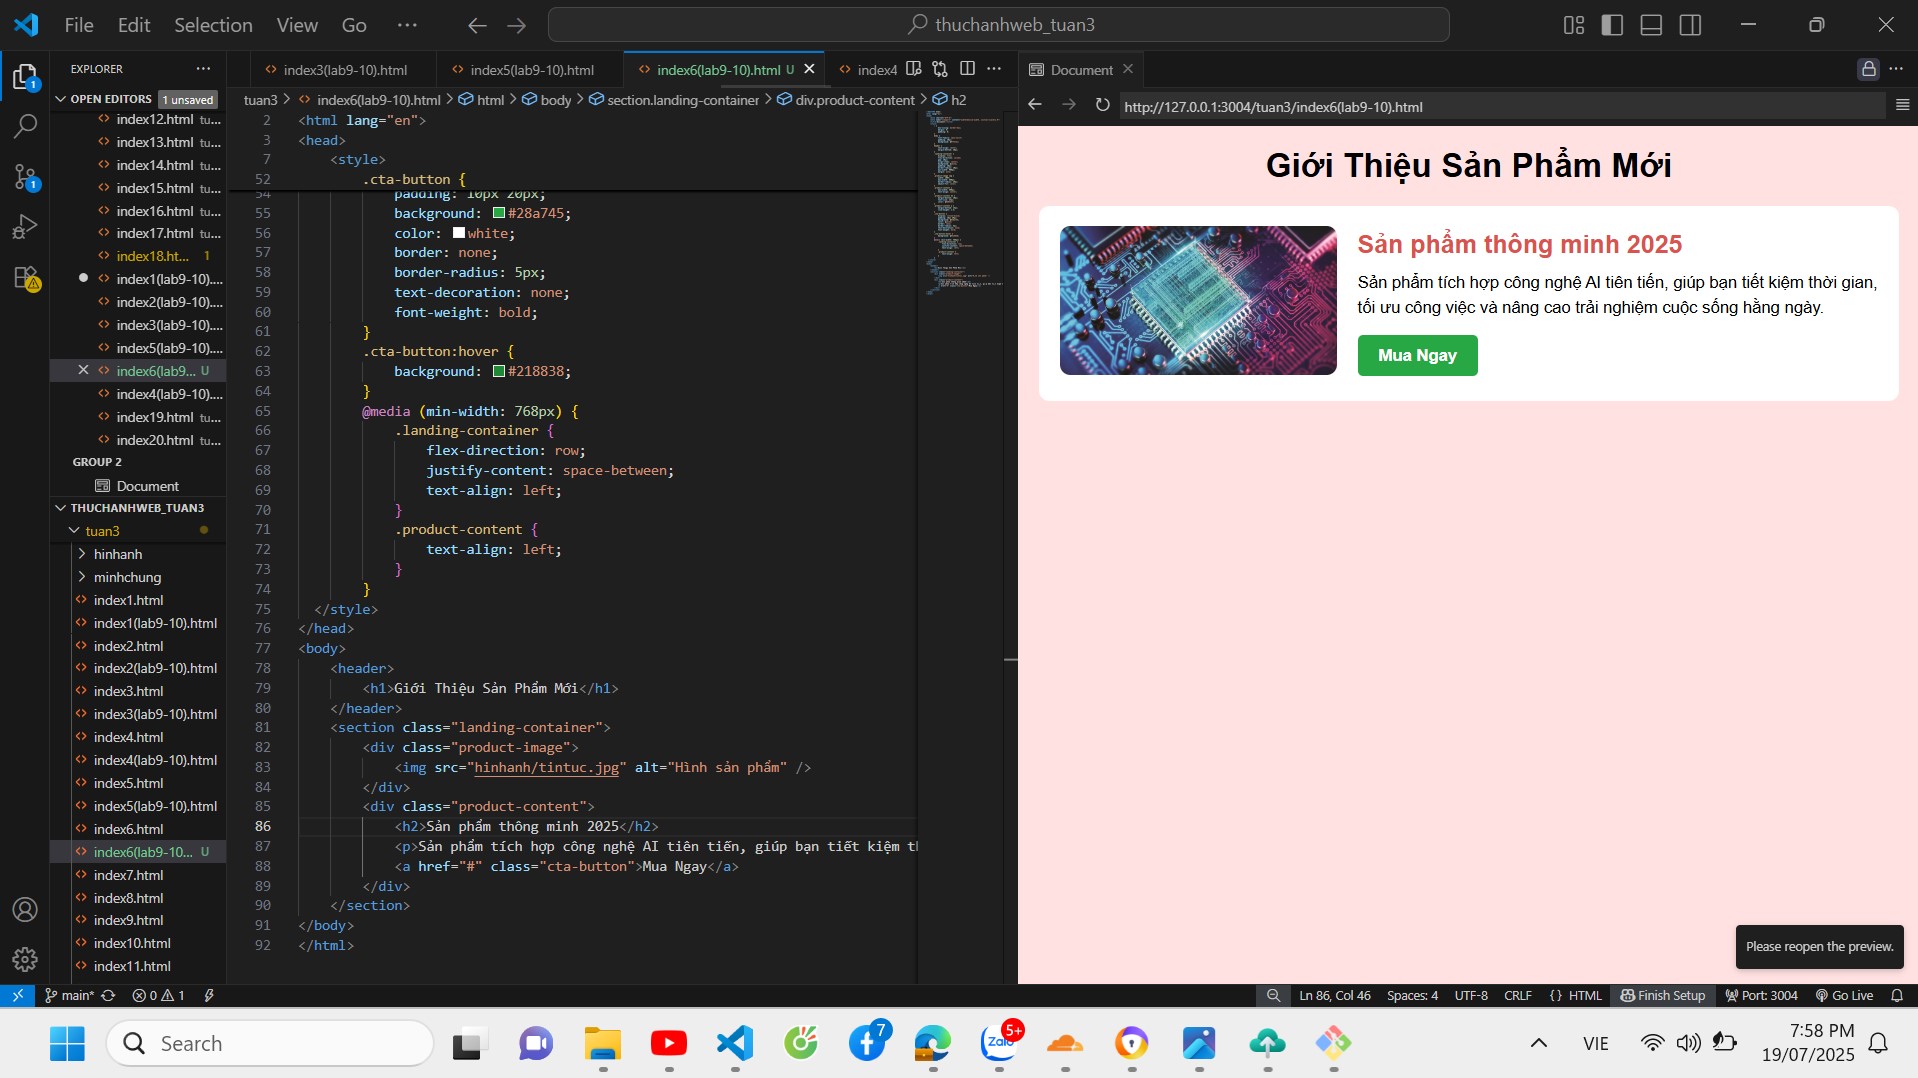 File Edit Selection View Go ···
thuchanhweb_tuan3
EXPLORER
OPEN EDITORS 1 unsaved
index12.html tu...
index13.html tu...
index14.html tu...
index15.html tu...
index16.html tu...
index17.html tu...
index18.ht... 1
index1(lab9-10)....
index2(lab9-10)....
index3(lab9-10)....
index5(lab9-10)....
index6(lab9... U
index4(lab9-10)....
index19.html tu...
index20.html tu...
GROUP 2
Document
THUCHANHWEB_TUAN3
tuan3
hinhanh
minhchung
index1.html
index1(lab9-10).html
index2.html
index2(lab9-10).html
index3.html
index3(lab9-10).html
index4.html
index4(lab9-10).html
index5.html
index5(lab9-10).html
index6.html
index6(lab9-10... U
index7.html
index8.html
index9.html
index10.html
index11.html
index3(lab9-10).html index5(lab9-10).html index6(lab9-10).html U index4
tuan3 > index6(lab9-10).html > html > body > section.landing-container > div.product-content > h2
2 <html lang="en">
3 <head>
7 <style>
52 .cta-button {
54 padding: 10px 20px;
55 background: #28a745;
56 color: white;
57 border: none;
58 border-radius: 5px;
59 text-decoration: none;
60 font-weight: bold;
61 }
62 .cta-button:hover {
63 background: #218838;
64 }
65 @media (min-width: 768px) {
66 .landing-container {
67 flex-direction: row;
68 justify-content: space-between;
69 text-align: left;
70 }
71 .product-content {
72 text-align: left;
73 }
74 }
75 </style>
76 </head>
77 <body>
78 <header>
79 <h1>Giới Thiệu Sản Phẩm Mới</h1>
80 </header>
81 <section class="landing-container">
82 <div class="product-image">
83 <img src="hinhanh/tintuc.jpg" alt="Hình sản phẩm" />
84 </div>
85 <div class="product-content">
86 <h2>Sản phẩm thông minh 2025</h2>
87 <p>Sản phẩm tích hợp công nghệ AI tiên tiến, giúp bạn tiết kiệm
88 <a href="#" class="cta-button">Mua Ngay</a>
89 </div>
90 </section>
91 </body>
92 </html>
Document
http://127.0.0.1:3004/tuan3/index6(lab9-10).html
Giới Thiệu Sản Phẩm Mới
Sản phẩm thông minh 2025
Sản phẩm tích hợp công nghệ AI tiên tiến, giúp bạn tiết kiệm thời gian,
tối ưu công việc và nâng cao trải nghiệm cuộc sống hằng ngày.
Mua Ngay
Please reopen the preview.
main* 0 1 Ln 86, Col 46 Spaces: 4 UTF-8 CRLF {} HTML Finish Setup Port: 3004 Go Live
Search
7
Zalo 5+
VIE
7:58 PM
19/07/2025